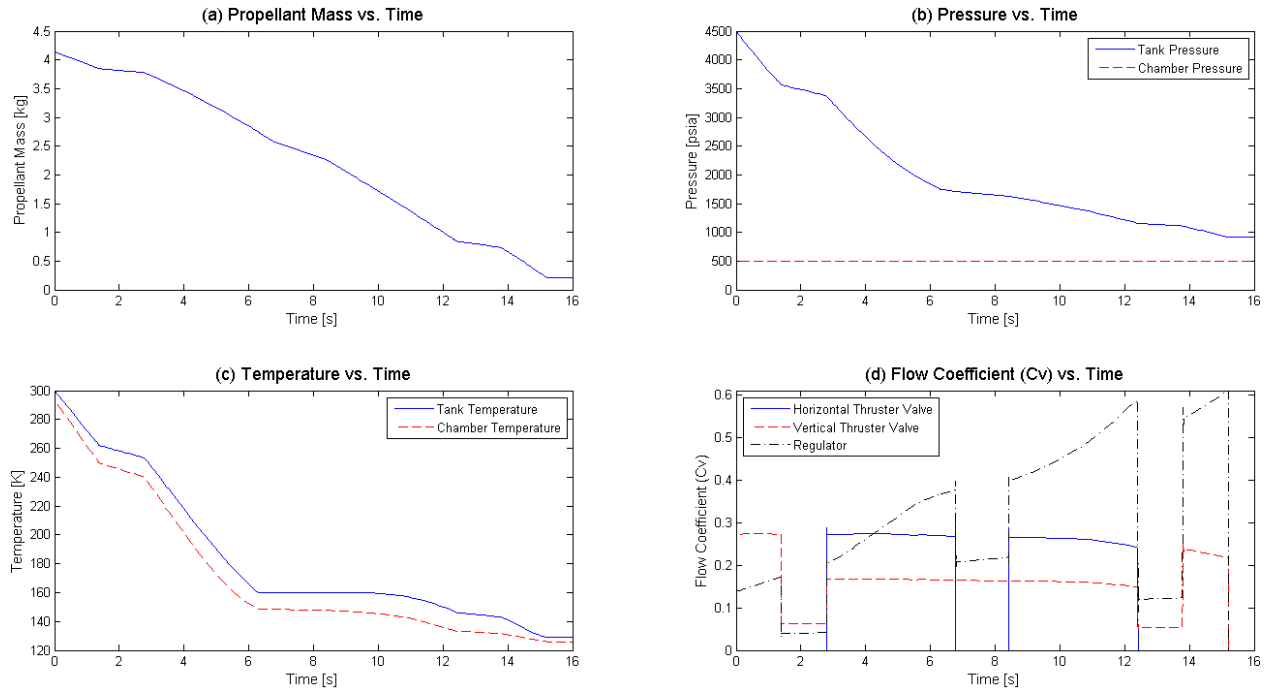 (a) Propellant Mass vs. Time
4.5
4
3.5
3
2.5
2
1.5
1
0.5
0
Propellant Mass [kg]
0 2 4 6 8 10 12 14 16
Time [s]
(b) Pressure vs. Time
4500
4000
3500
3000
2500
2000
1500
1000
500
0
Pressure [psia]
Tank Pressure
Chamber Pressure
0 2 4 6 8 10 12 14 16
Time [s]
(c) Temperature vs. Time
300
280
260
240
220
200
180
160
140
120
Temperature [K]
Tank Temperature
Chamber Temperature
0 2 4 6 8 10 12 14 16
Time [s]
(d) Flow Coefficient (Cv) vs. Time
0.6
0.5
0.4
0.3
0.2
0.1
0
Flow Coefficient (Cv)
Horizontal Thruster Valve
Vertical Thruster Valve
Regulator
0 2 4 6 8 10 12 14 16
Time [s]